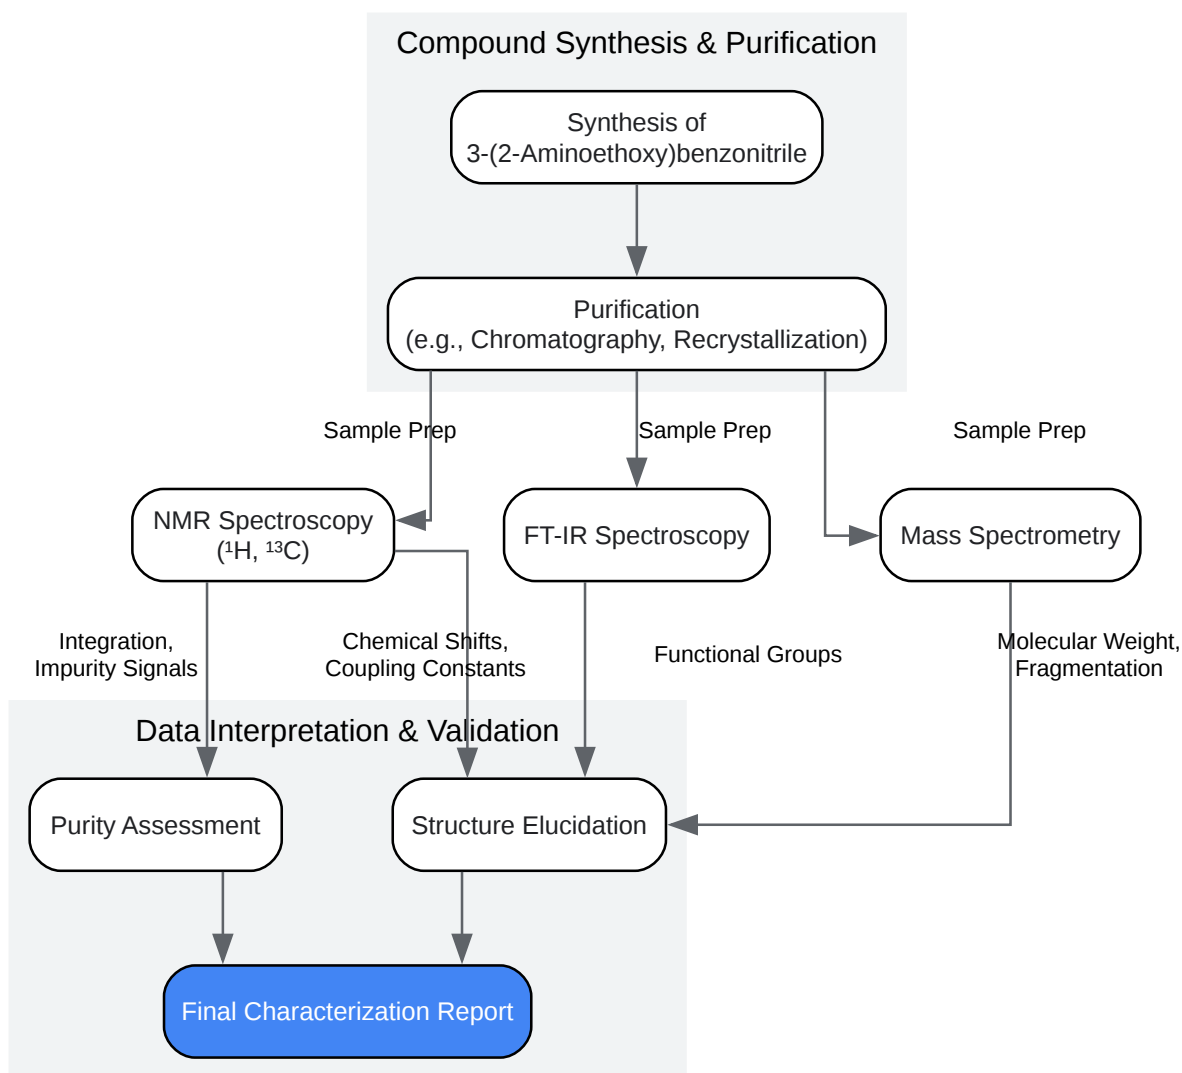 Compound Synthesis & Purification
Synthesis of
3-(2-Aminoethoxy)benzonitrile
Purification
(e.g., Chromatography, Recrystallization)
Sample Prep
Sample Prep
Sample Prep
NMR Spectroscopy
(¹H, ¹³C)
FT-IR Spectroscopy
Mass Spectrometry
Integration,
Impurity Signals
Chemical Shifts,
Coupling Constants
Functional Groups
Molecular Weight,
Fragmentation
Data Interpretation & Validation
Purity Assessment
Structure Elucidation
Final Characterization Report